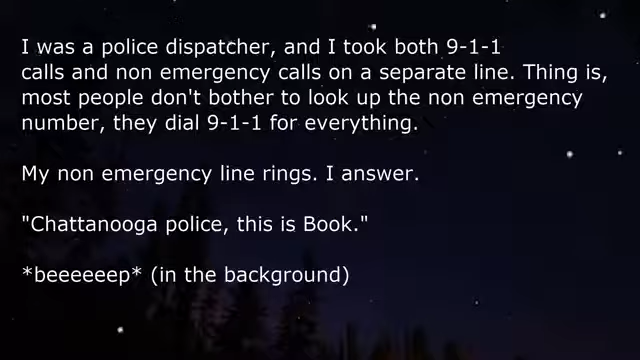 I was a police dispatcher, and I took both 9-1-1
calls and non emergency calls on a separate line. Thing is,
most people don't bother to look up the non emergency
number, they dial 9-1-1 for everything.
My non emergency line rings. I answer.
"Chattanooga police, this is Book."
*beeeeeep* (in the background)